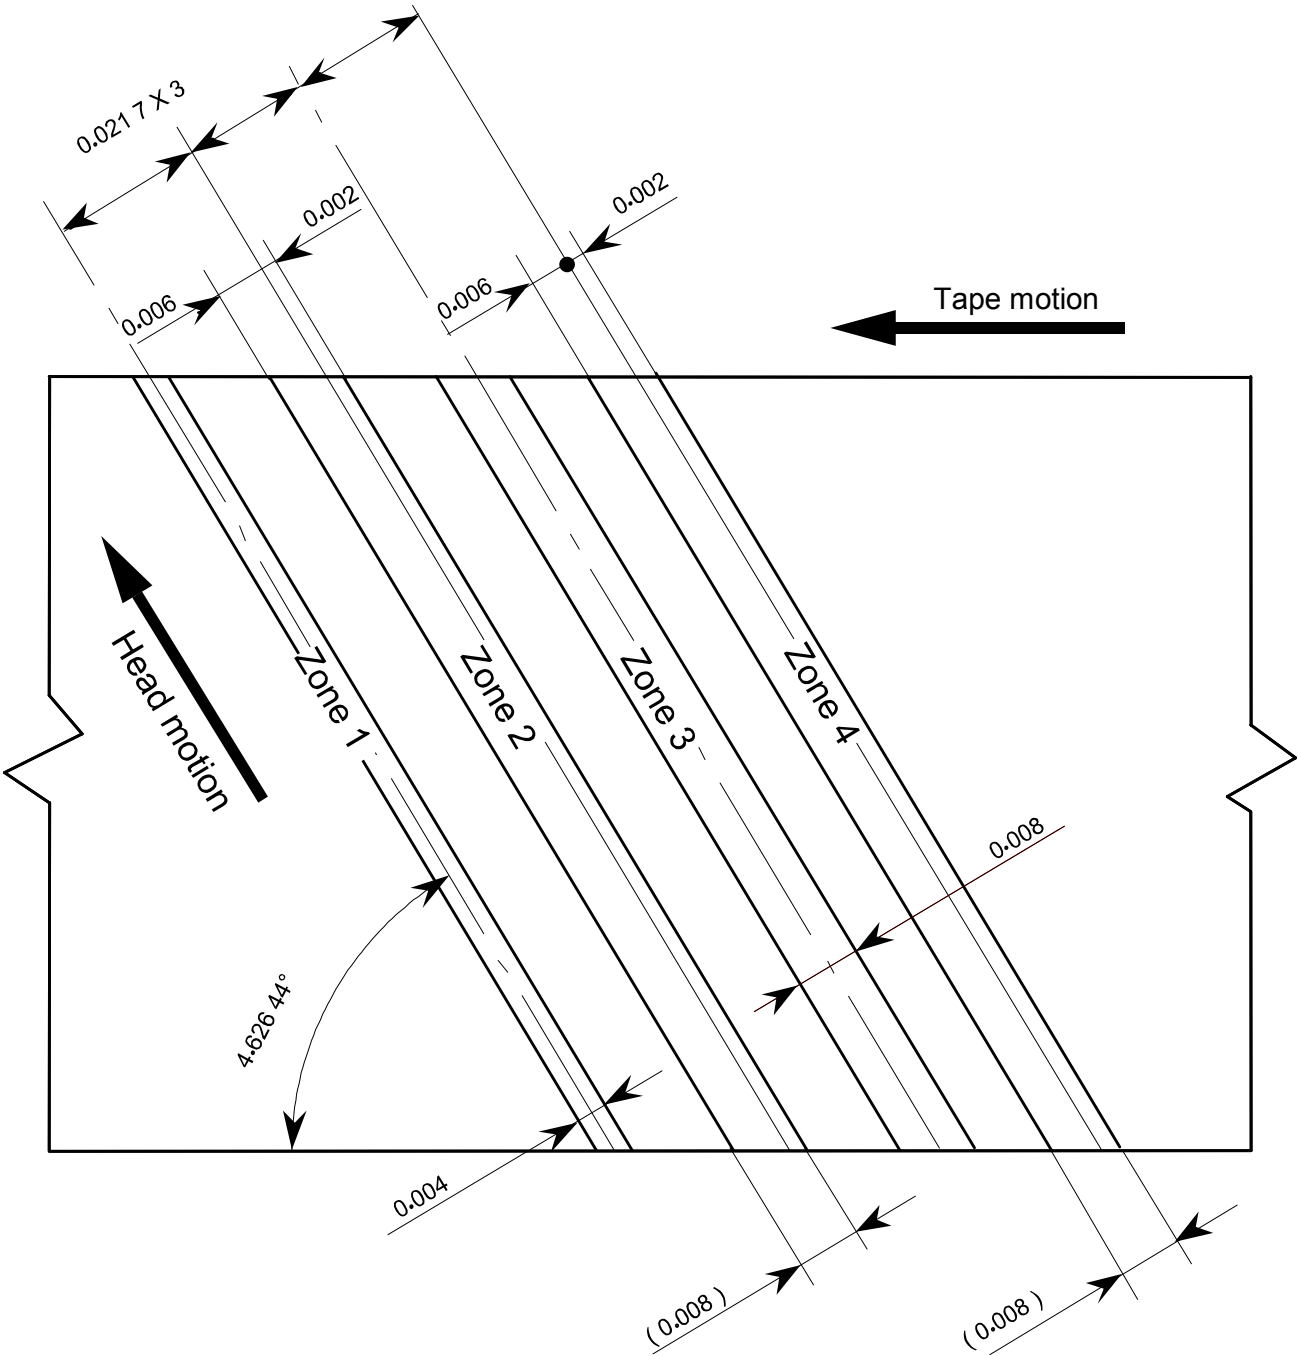 0.021 7 X 3
0.002
0.002
0.006
0.006
Tape motion
Head motion
Zone 1
Zone 2
Zone 3
Zone 4
0.008
4.626 44°
0.004
( 0.008 )
( 0.008 )